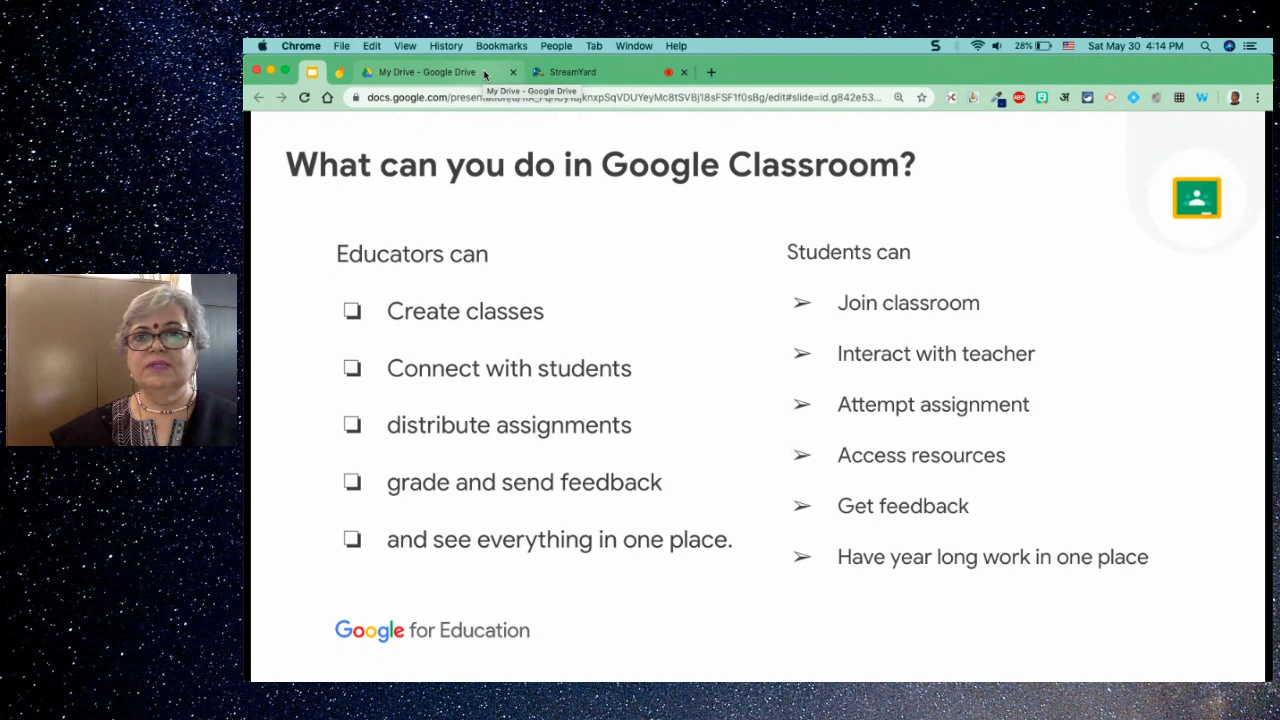 Chrome File Edit View History Bookmarks People Tab Window Help
28% Sat May 30 4:14 PM
My Drive - Google Drive
StreamYard
My Drive - Google Drive
What can you do in Google Classroom?
Educators can
Create classes
Connect with students
distribute assignments
grade and send feedback
and see everything in one place.
Students can
Join classroom
Interact with teacher
Attempt assignment
Access resources
Get feedback
Have year long work in one place
Google for Education